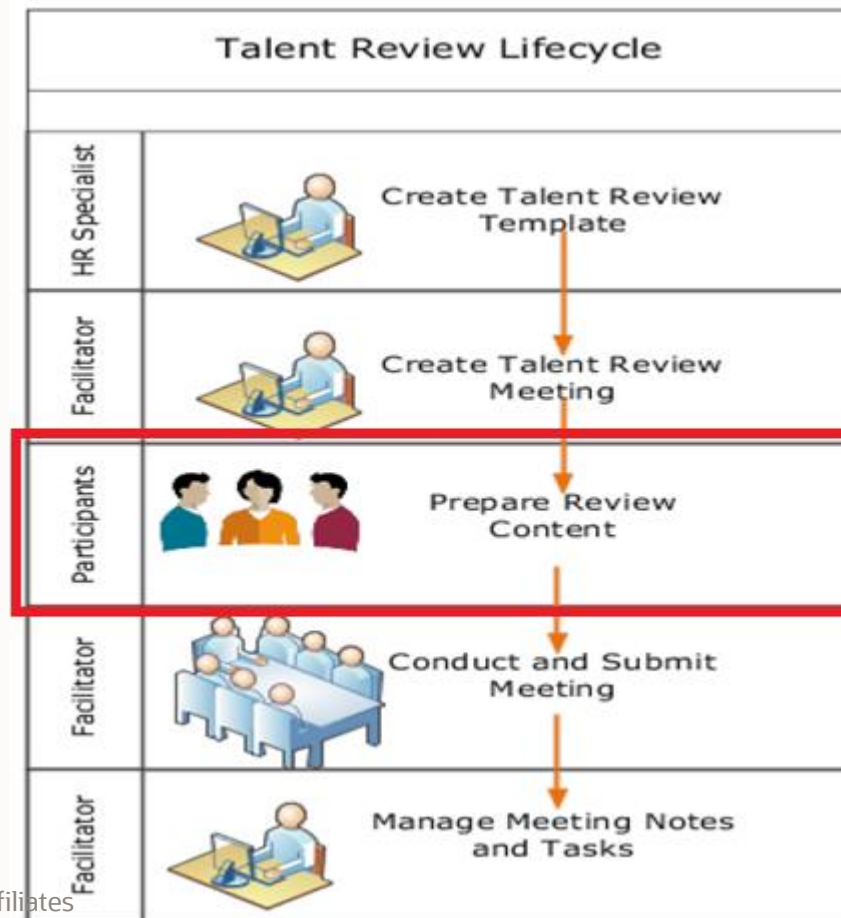 Talent Review Lifecycle
HR Specialist
Create Talent Review
Template
Facilitator
Create Talent Review
Meeting
Participants
Prepare Review
Content
Facilitator
Conduct and Submit
Meeting
Facilitator
Manage Meeting Notes
and Tasks